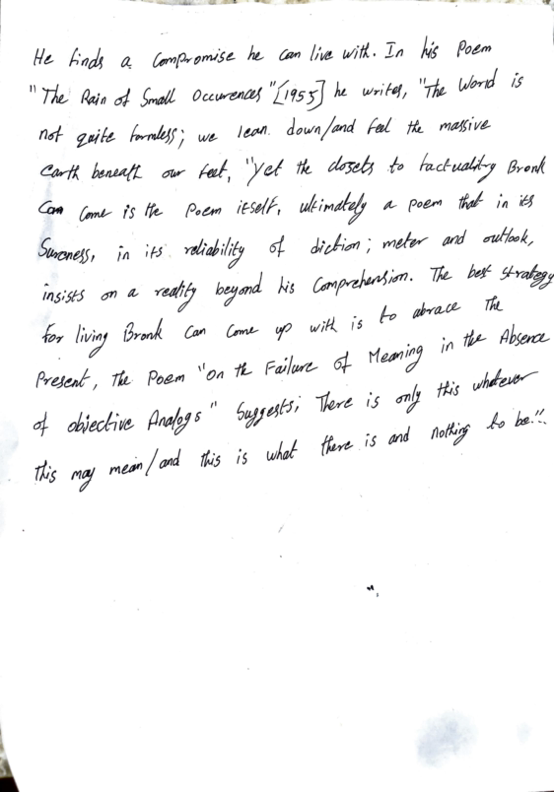 He finds a compromise he can live with. In his Poem
"The Rain of Small Occurences" [1955] he writes, "The World is
not quite formless; we lean down/and feel the massive
Earth beneath our feet, "Yet the closets to factuality Bronk
Can come is the Poem itself, ultimately a poem that in its
Sureness, in its reliability of diction; meter and outlook,
insists on a reality beyond his Comprehension. The best strategy
for living Bronk Can Come up with is to abrace The
Present, The Poem "on the Failure of Meaning in the Absence
of objective Analogs" Suggests; There is only this whatever
this may mean/and this is what there is and nothing to be!!.